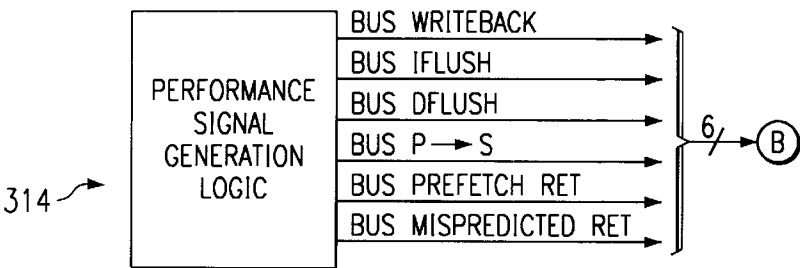 BUS WRITEBACK
BUS IFLUSH
BUS DFLUSH
BUS P → S
BUS PREFETCH RET
BUS MISPREDICTED RET
PERFORMANCE
SIGNAL
GENERATION
LOGIC
314
6
B